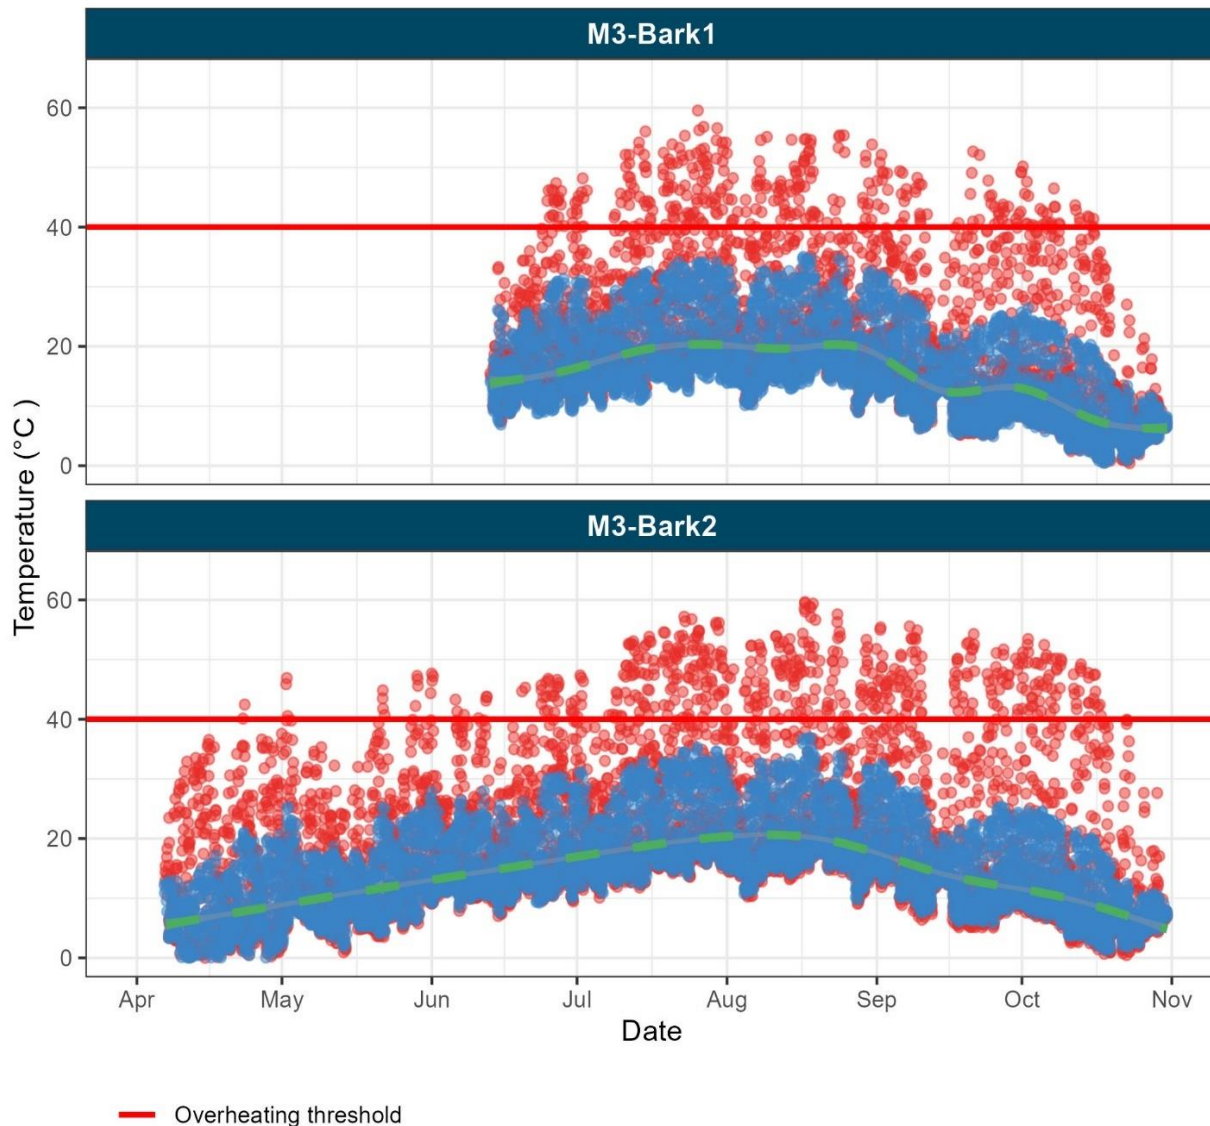 M3-Bark1
60
40
20
0
Temperature (°C )
M3-Bark2
60
40
20
0
Apr May Jun Jul Aug Sep Oct Nov
Date
Overheating threshold